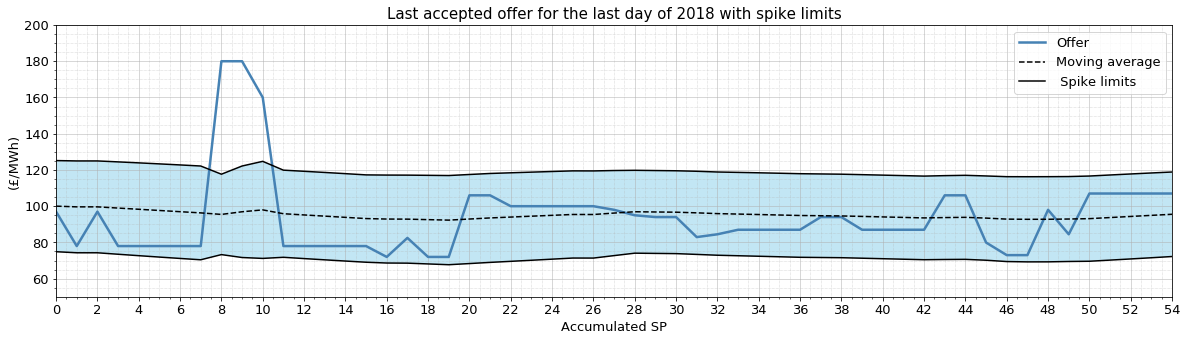 Last accepted offer for the last day of 2018 with spike limits
200
180
160
140
120
100
80
60
(£/MWh)
Offer
Moving average
Spike limits
0 2 4 6 8 10 12 14 16 18 20 22 24 26 28 30 32 34 36 38 40 42 44 46 48 50 52 54
Accumulated SP